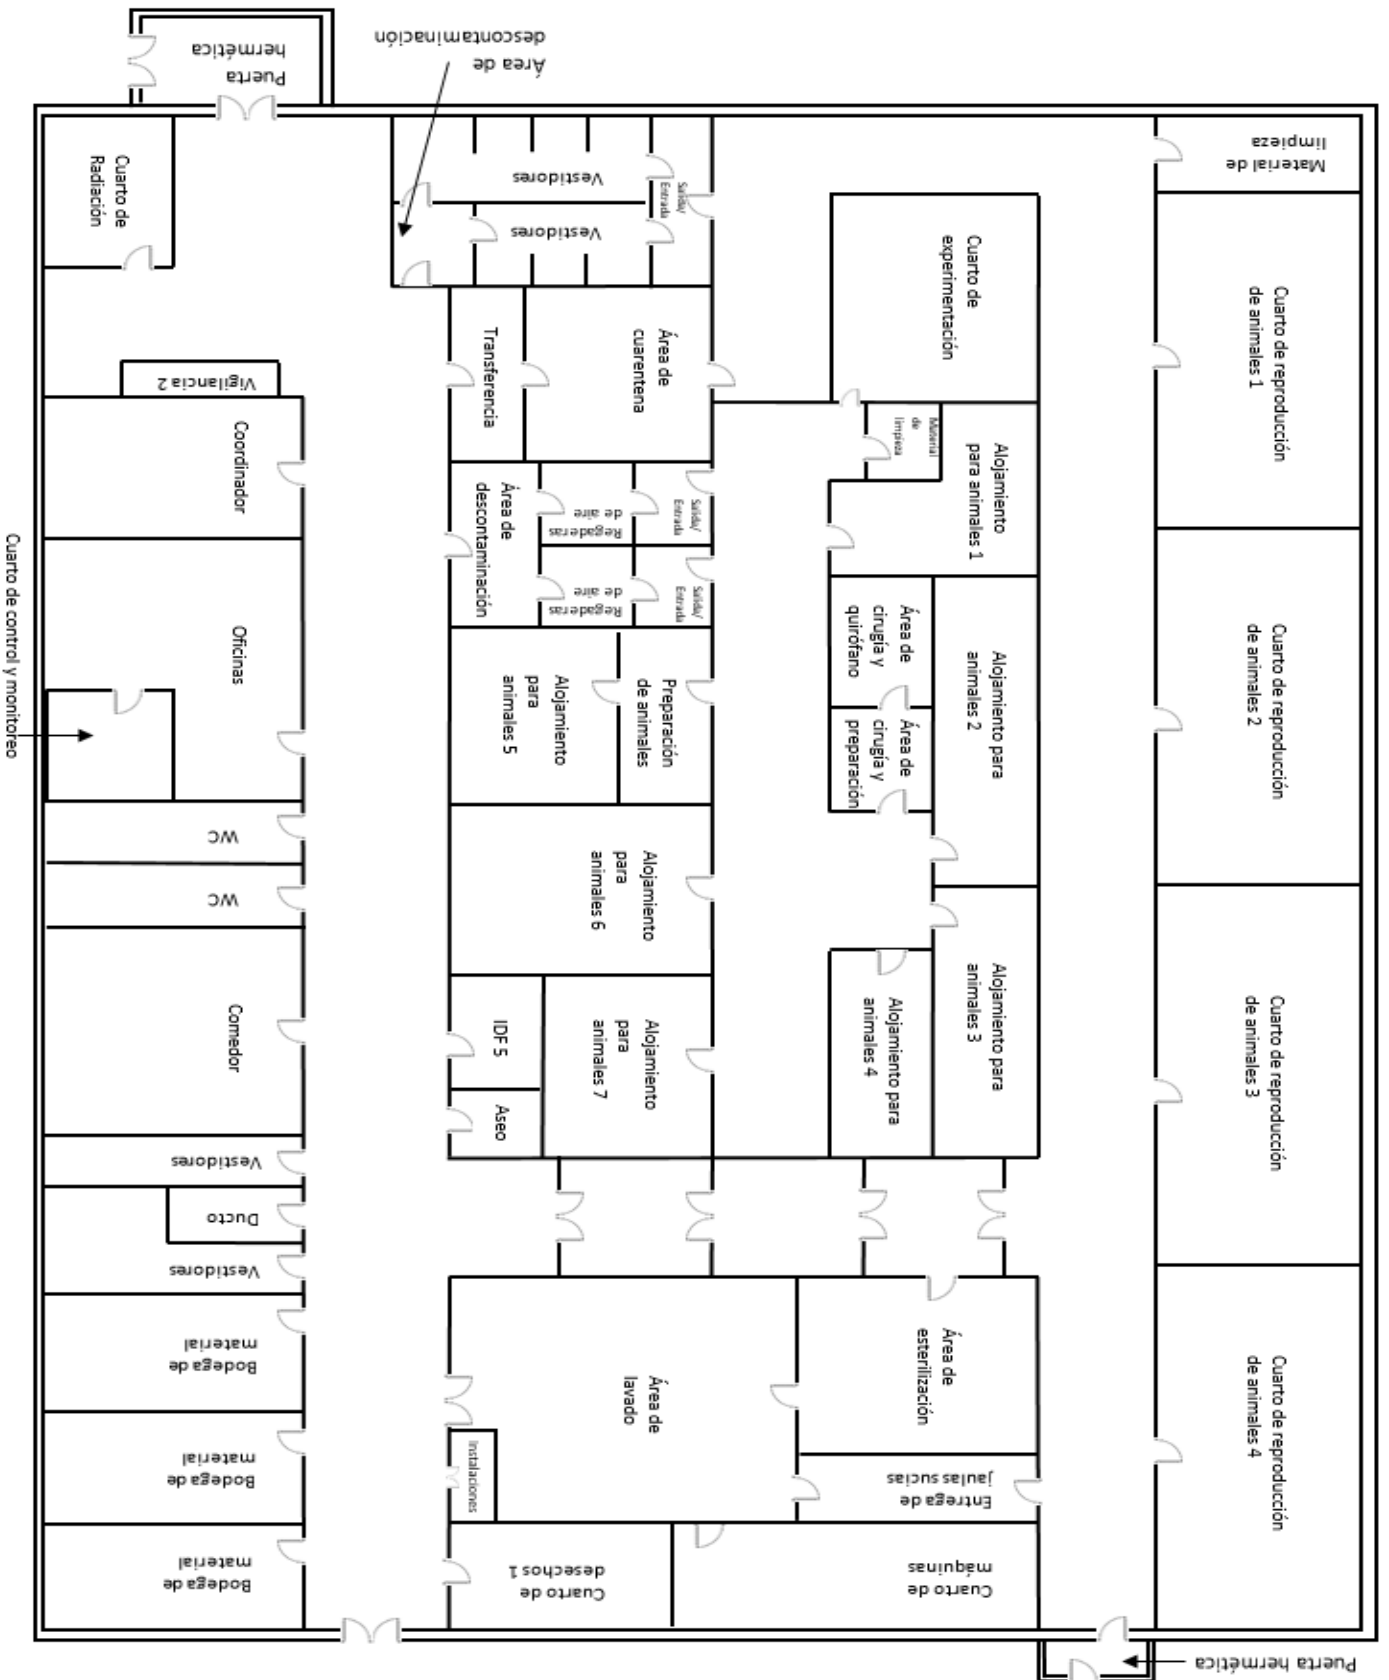 Puerta
hermética
Área de
descontaminación
Cuarto de
Radiación
Vestidores
Salida/
Entrada
Vestidores
Material de
limpieza
Cuarto de
experimentación
Cuarto de reproducción
de animales 1
Transferencia
Área de
cuarentena
Vigilancia 2
Coordinador
Material
de
limpieza
Alojamiento
para animales 1
Área de
descontaminación
Regaderas
de aire
Salida/
Entrada
Regaderas
de aire
Salida/
Entrada
Cuarto de control y monitoreo
Oficinas
Alojamiento
para
animales 5
Preparación
de animales
Área de
cirugía y
quirófano
Área de
cirugía y
preparación
Alojamiento para
animales 2
Cuarto de reproducción
de animales 2
WC
WC
Alojamiento
para
animales 6
Comedor
IDF 5
Aseo
Alojamiento
para
animales 7
Alojamiento para
animales 4
Alojamiento para
animales 3
Cuarto de reproducción
de animales 3
Vestidores
Ducto
Vestidores
Bodega de
material
Bodega de
material
Bodega de
material
Área de
lavado
Instalaciones
Área de
esterilización
Entrega de
jaulas sucias
Cuarto de
desechos 1
Cuarto de
máquinas
Cuarto de reproducción
de animales 4
Puerta hermética